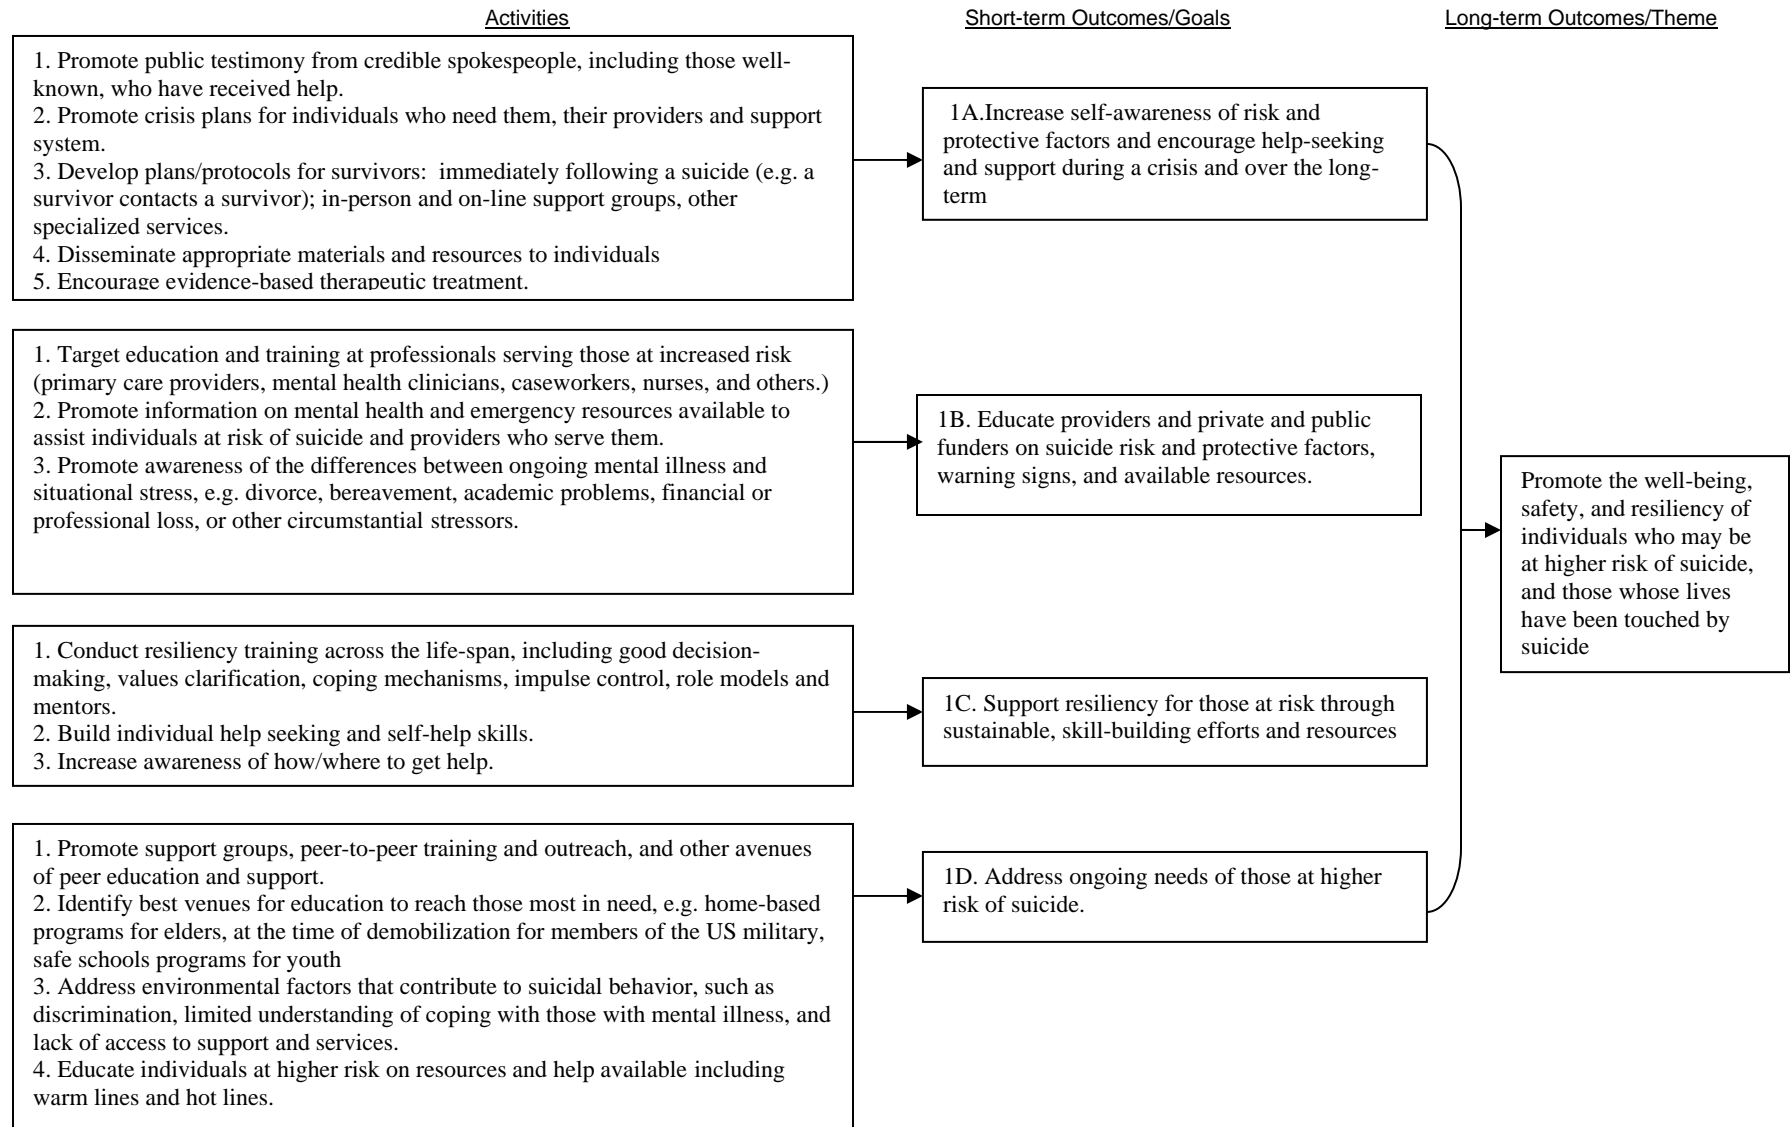 Activities
Short-term Outcomes/Goals
Long-term Outcomes/Theme
1. Promote public testimony from credible spokespeople, including those well-
known, who have received help.
2. Promote crisis plans for individuals who need them, their providers and support
system.
3. Develop plans/protocols for survivors:  immediately following a suicide (e.g. a
survivor contacts a survivor); in-person and on-line support groups, other
specialized services.
4. Disseminate appropriate materials and resources to individuals
5. Encourage evidence-based therapeutic treatment.
1A.Increase self-awareness of risk and
protective factors and encourage help-seeking
and support during a crisis and over the long-
term
1. Target education and training at professionals serving those at increased risk
(primary care providers, mental health clinicians, caseworkers, nurses, and others.)
2. Promote information on mental health and emergency resources available to
assist individuals at risk of suicide and providers who serve them.
3. Promote awareness of the differences between ongoing mental illness and
situational stress, e.g. divorce, bereavement, academic problems, financial or
professional loss, or other circumstantial stressors.
1B. Educate providers and private and public
funders on suicide risk and protective factors,
warning signs, and available resources.
Promote the well-being,
safety, and resiliency of
individuals who may be
at higher risk of suicide,
and those whose lives
have been touched by
suicide
1. Conduct resiliency training across the life-span, including good decision-
making, values clarification, coping mechanisms, impulse control, role models and
mentors.
2. Build individual help seeking and self-help skills.
3. Increase awareness of how/where to get help.
1C. Support resiliency for those at risk through
sustainable, skill-building efforts and resources
1. Promote support groups, peer-to-peer training and outreach, and other avenues
of peer education and support.
2. Identify best venues for education to reach those most in need, e.g. home-based
programs for elders, at the time of demobilization for members of the US military,
safe schools programs for youth
3. Address environmental factors that contribute to suicidal behavior, such as
discrimination, limited understanding of coping with those with mental illness, and
lack of access to support and services.
4. Educate individuals at higher risk on resources and help available including
warm lines and hot lines.
1D. Address ongoing needs of those at higher
risk of suicide.